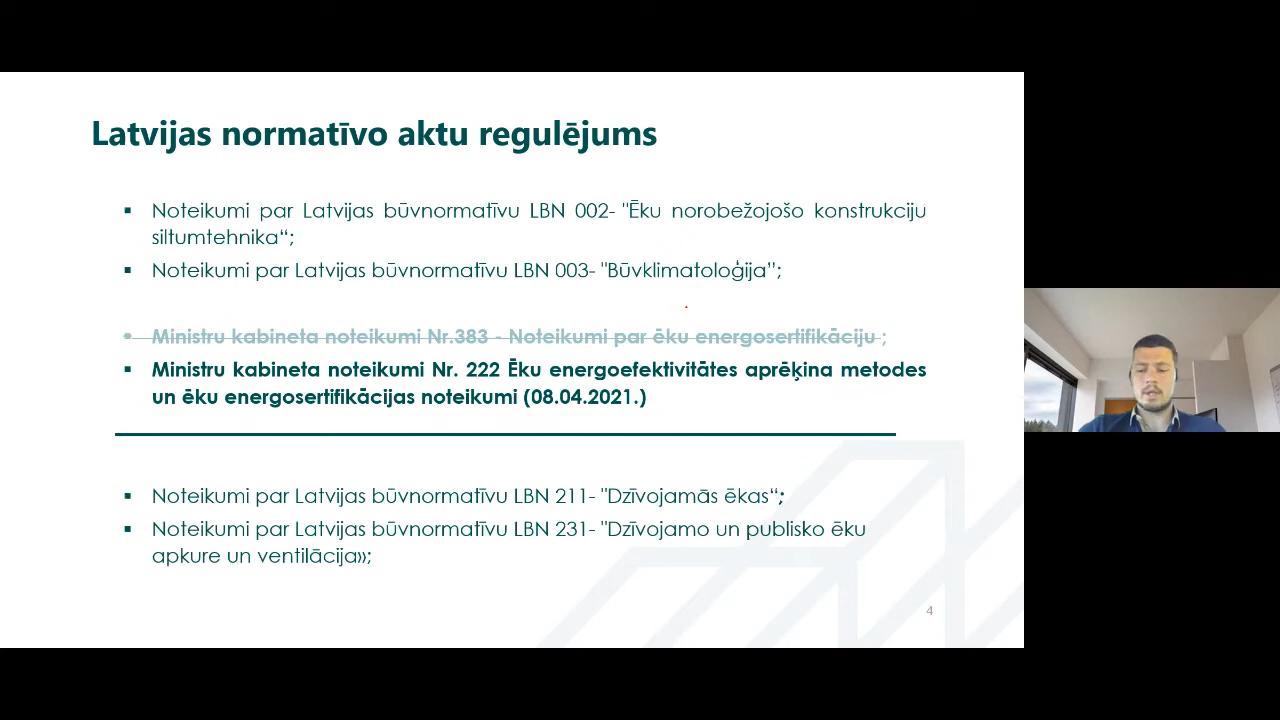 Latvijas normatīvo aktu regulējums
▪ Noteikumi par Latvijas būvnormatīvu LBN 002- "Ēku norobežojošo konstrukciju
siltumtehnika“;
▪ Noteikumi par Latvijas būvnormatīvu LBN 003- "Būvklimatoloģija”;
• Ministru kabineta noteikumi Nr.383 - Noteikumi par ēku energosertifikāciju ;
▪ Ministru kabineta noteikumi Nr. 222 Ēku energoefektivitātes aprēķina metodes
un ēku energosertifikācijas noteikumi (08.04.2021.)
▪ Noteikumi par Latvijas būvnormatīvu LBN 211- "Dzīvojamās ēkas“;
▪ Noteikumi par Latvijas būvnormatīvu LBN 231- "Dzīvojamo un publisko ēku
apkure un ventilācija»;
4